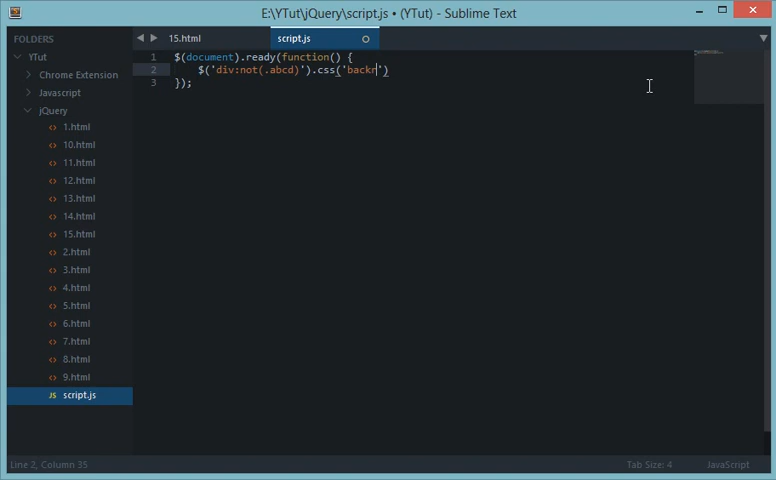 E:\YTut\jQuery\script.js • (YTut) - Sublime Text
FOLDERS
YTut
Chrome Extension
Javascript
jQuery
1.html
10.html
11.html
12.html
13.html
14.html
15.html
2.html
3.html
4.html
5.html
6.html
7.html
8.html
9.html
JS script.js
15.html
script.js
1 $(document).ready(function() {
2 $('div:not(.abcd)').css('backr')
3 });
Line 2, Column 35
Tab Size: 4
JavaScript